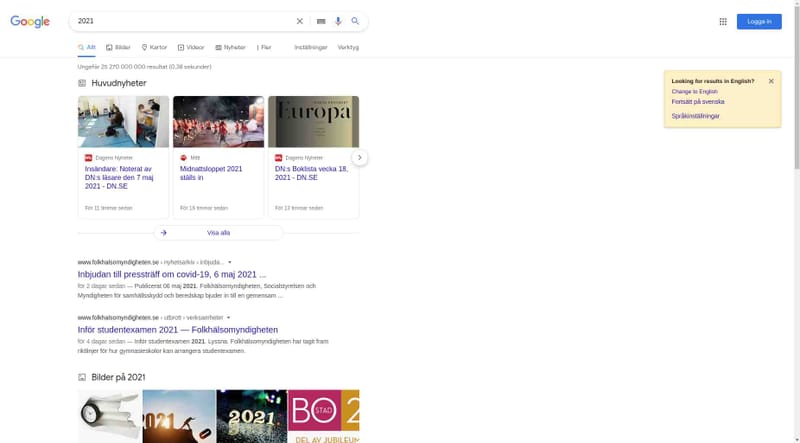 Google
2021
Logga in
Allt
Bilder
Kartor
Videor
Nyheter
Fler
Inställningar
Verktyg
Ungefär 25 270 000 000 resultat (0,38 sekunder)
Looking for results in English?
Change to English
Fortsätt på svenska
Språkinställningar
Huvudnyheter
Europa
Dagens Nyheter
Insändare: Noterat av
DN:s läsare den 7 maj
2021 - DN.SE
För 11 timmar sedan
Mitt
Midnattsloppet 2021
ställs in
För 16 timmar sedan
Dagens Nyheter
DN:s Boklista vecka 18,
2021 - DN.SE
För 13 timmar sedan
Visa alla
www.folkhalsomyndigheten.se › nyhetsarkiv › inbjuda...
Inbjudan till pressträff om covid-19, 6 maj 2021 ...
för 2 dagar sedan — Publicerat 06 maj 2021. Folkhälsomyndigheten, Socialstyrelsen och
Myndigheten för samhällsskydd och beredskap bjuder in till en gemensam ...
www.folkhalsomyndigheten.se › utbrott › verksamheter
Inför studentexamen 2021 — Folkhälsomyndigheten
för 4 dagar sedan — Inför studentexamen 2021. Lyssna. Folkhälsomyndigheten har tagit fram
riktlinjer för hur gymnasieskolor kan arrangera studentexamen.
Bilder på 2021
2021
2021
BO 2
STAD
DEL AV JUBILEUM